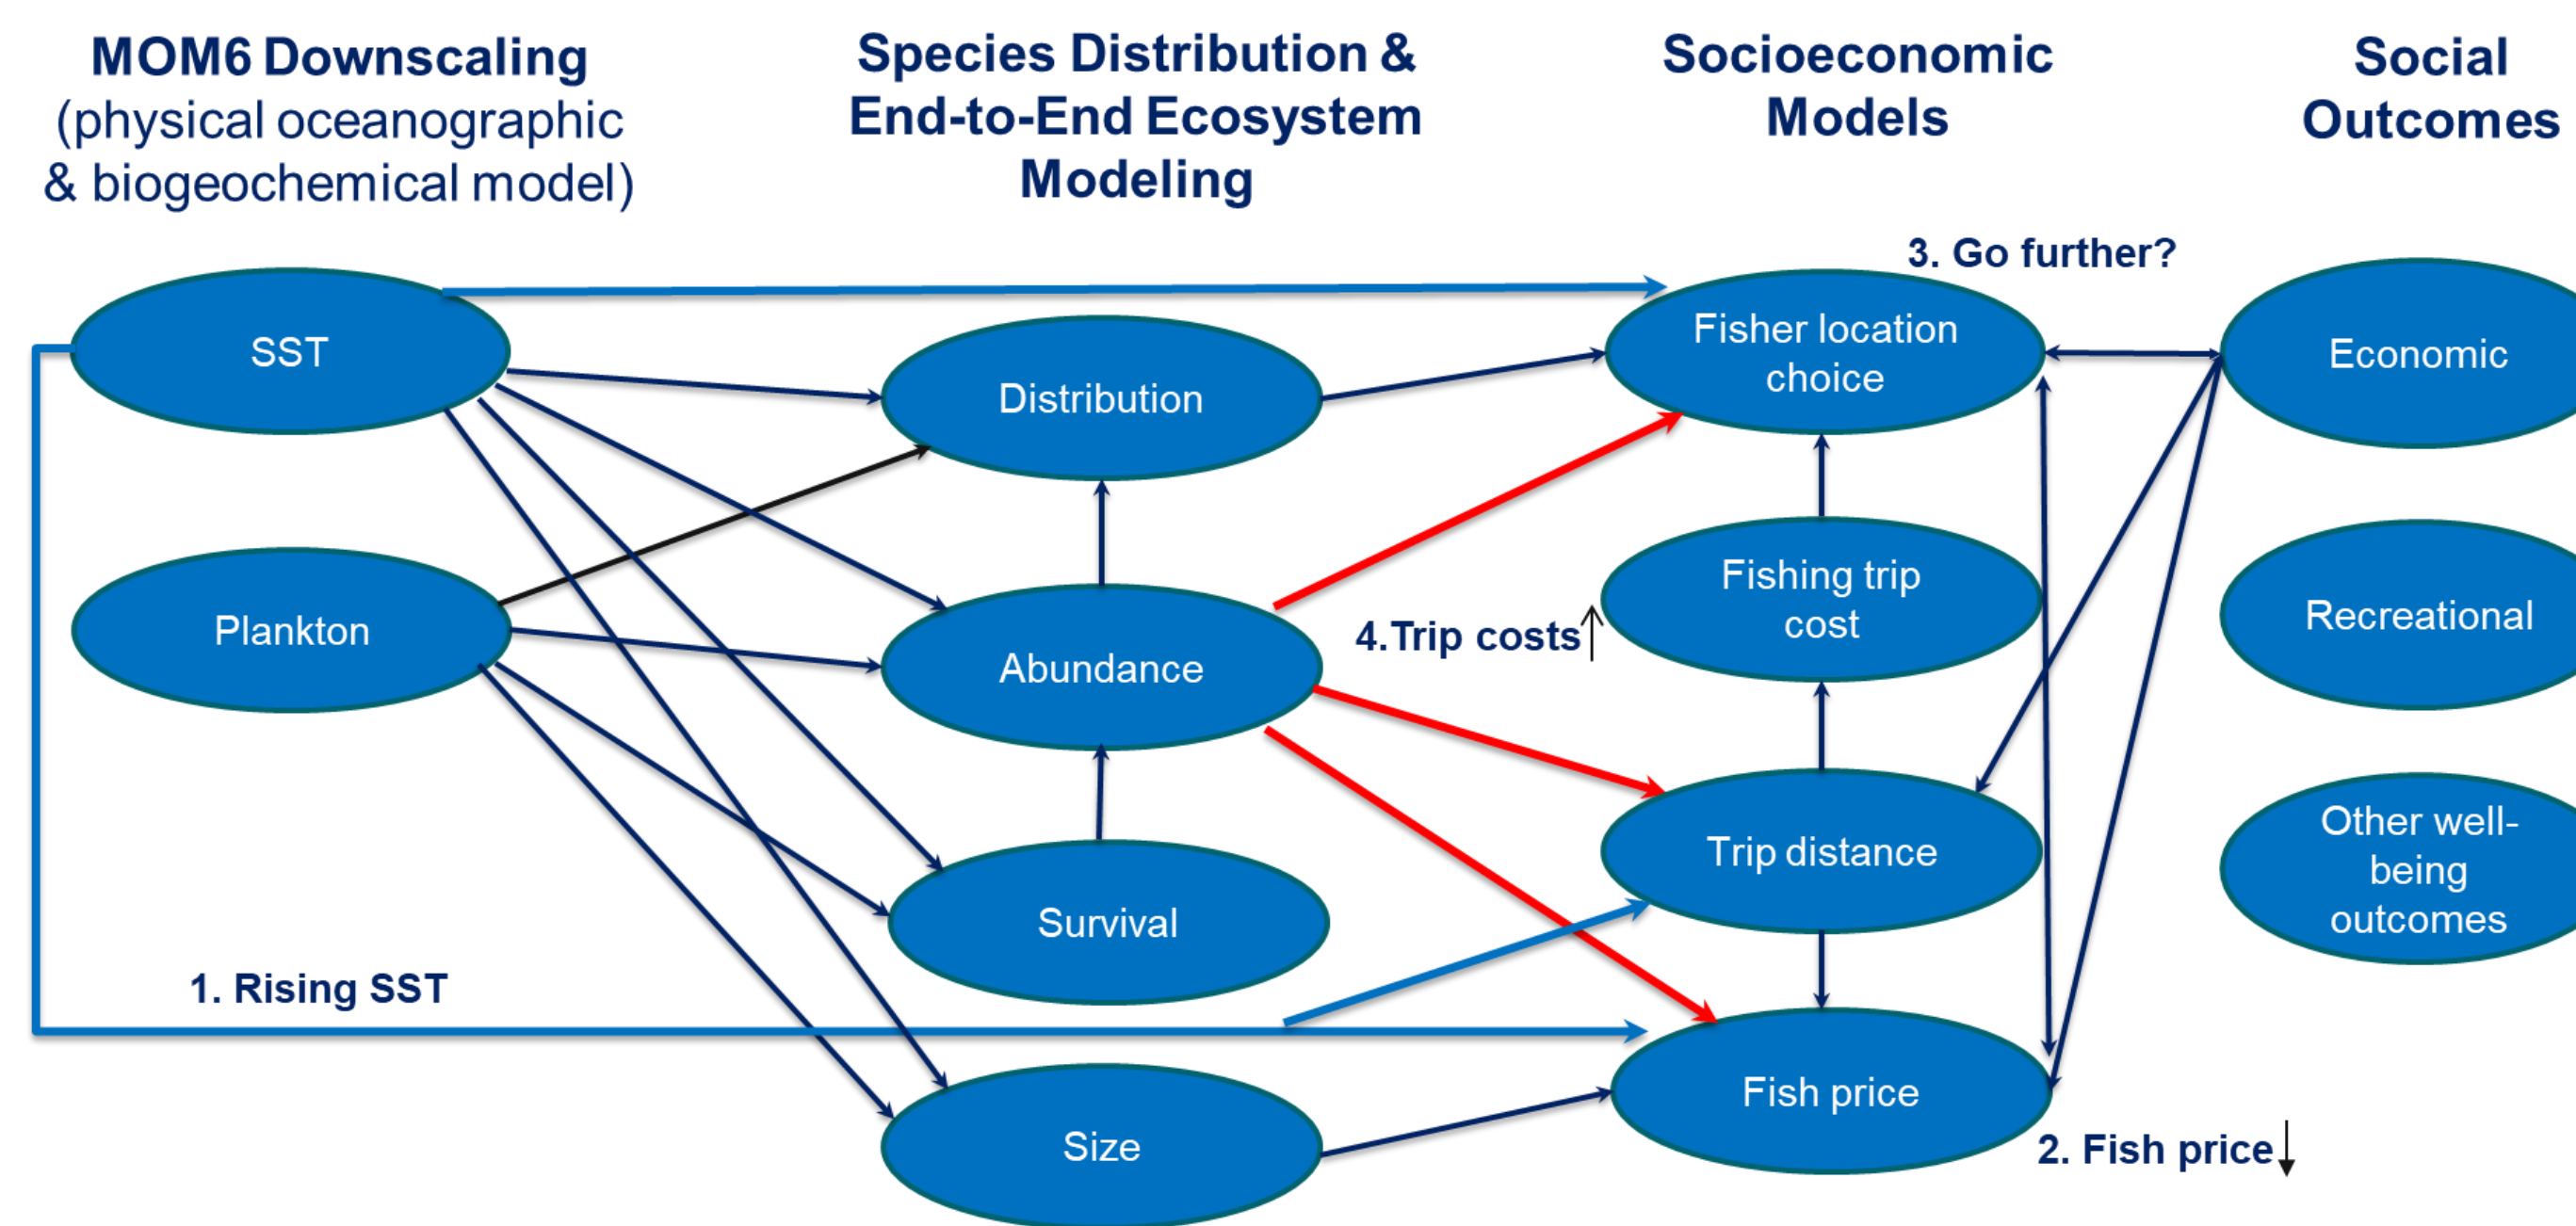 MOM6 Downscaling
(physical oceanographic
& biogeochemical model)
Species Distribution &
End-to-End Ecosystem
Modeling
Socioeconomic
Models
Social
Outcomes
3. Go further?
SST
Distribution
Fisher location
choice
Economic
Plankton
Abundance
4.Trip costs
Fishing trip
cost
Recreational
Survival
Trip distance
Other well-
being
outcomes
1. Rising SST
Size
Fish price
2. Fish price